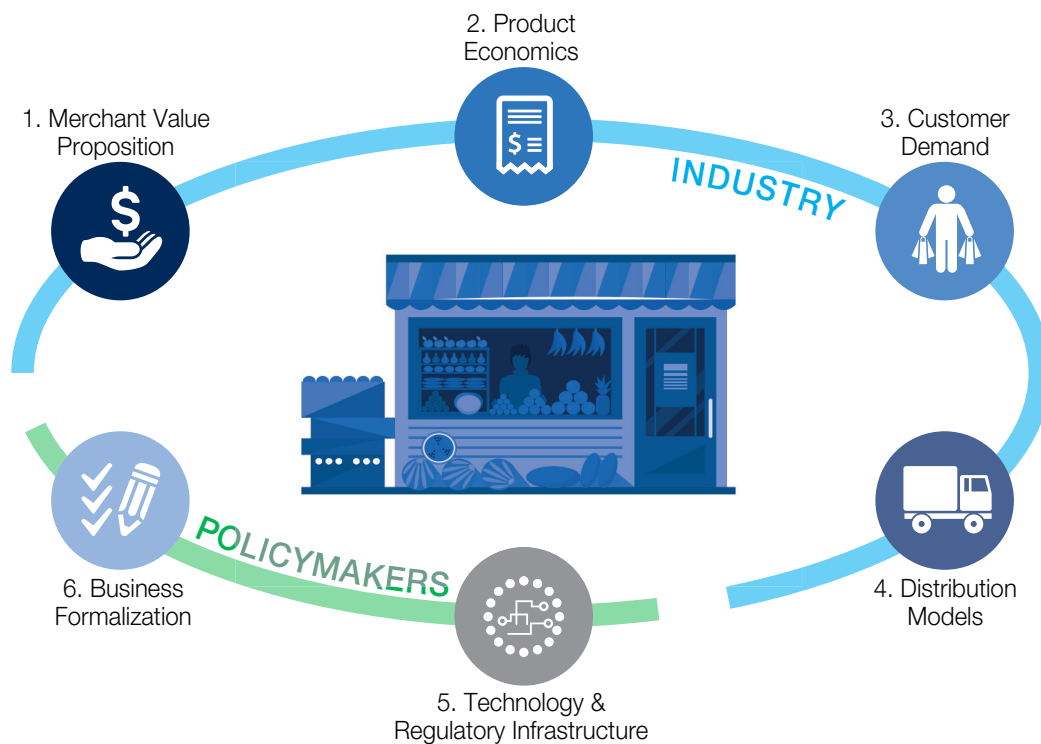 2. Product
Economics
1. Merchant Value
Proposition
3. Customer
Demand
$
$
INDUSTRY
POLICYMAKERS
6. Business
Formalization
4. Distribution
Models
5. Technology &
Regulatory Infrastructure